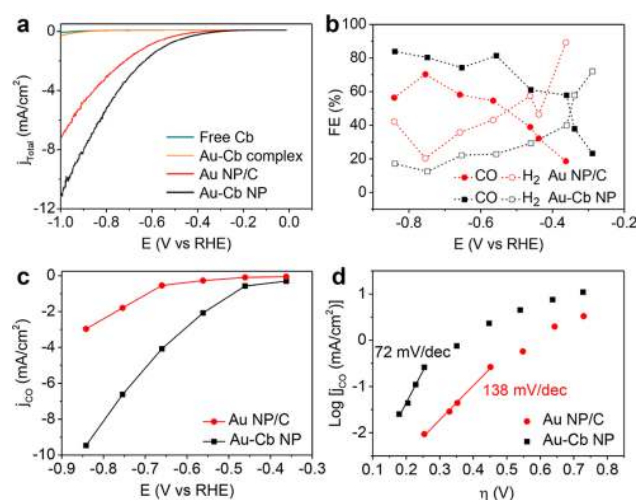 a
0
-4
-8
-12
j_Total (mA/cm²)
-1.0 -0.8 -0.6 -0.4 -0.2 0.0
E (V vs RHE)
Free Cb
Au-Cb complex
Au NP/C
Au-Cb NP
b
100
80
60
40
20
0
FE (%)
-0.8 -0.6 -0.4 -0.2
E (V vs RHE)
CO H₂ Au NP/C
CO H₂ Au-Cb NP
c
0
-2
-4
-6
-8
-10
j_CO (mA/cm²)
-0.9 -0.8 -0.7 -0.6 -0.5 -0.4 -0.3
E (V vs RHE)
Au NP/C
Au-Cb NP
d
1
0
-1
-2
Log [j_CO (mA/cm²)]
0.1 0.2 0.3 0.4 0.5 0.6 0.7 0.8
η (V)
72 mV/dec
138 mV/dec
Au NP/C
Au-Cb NP